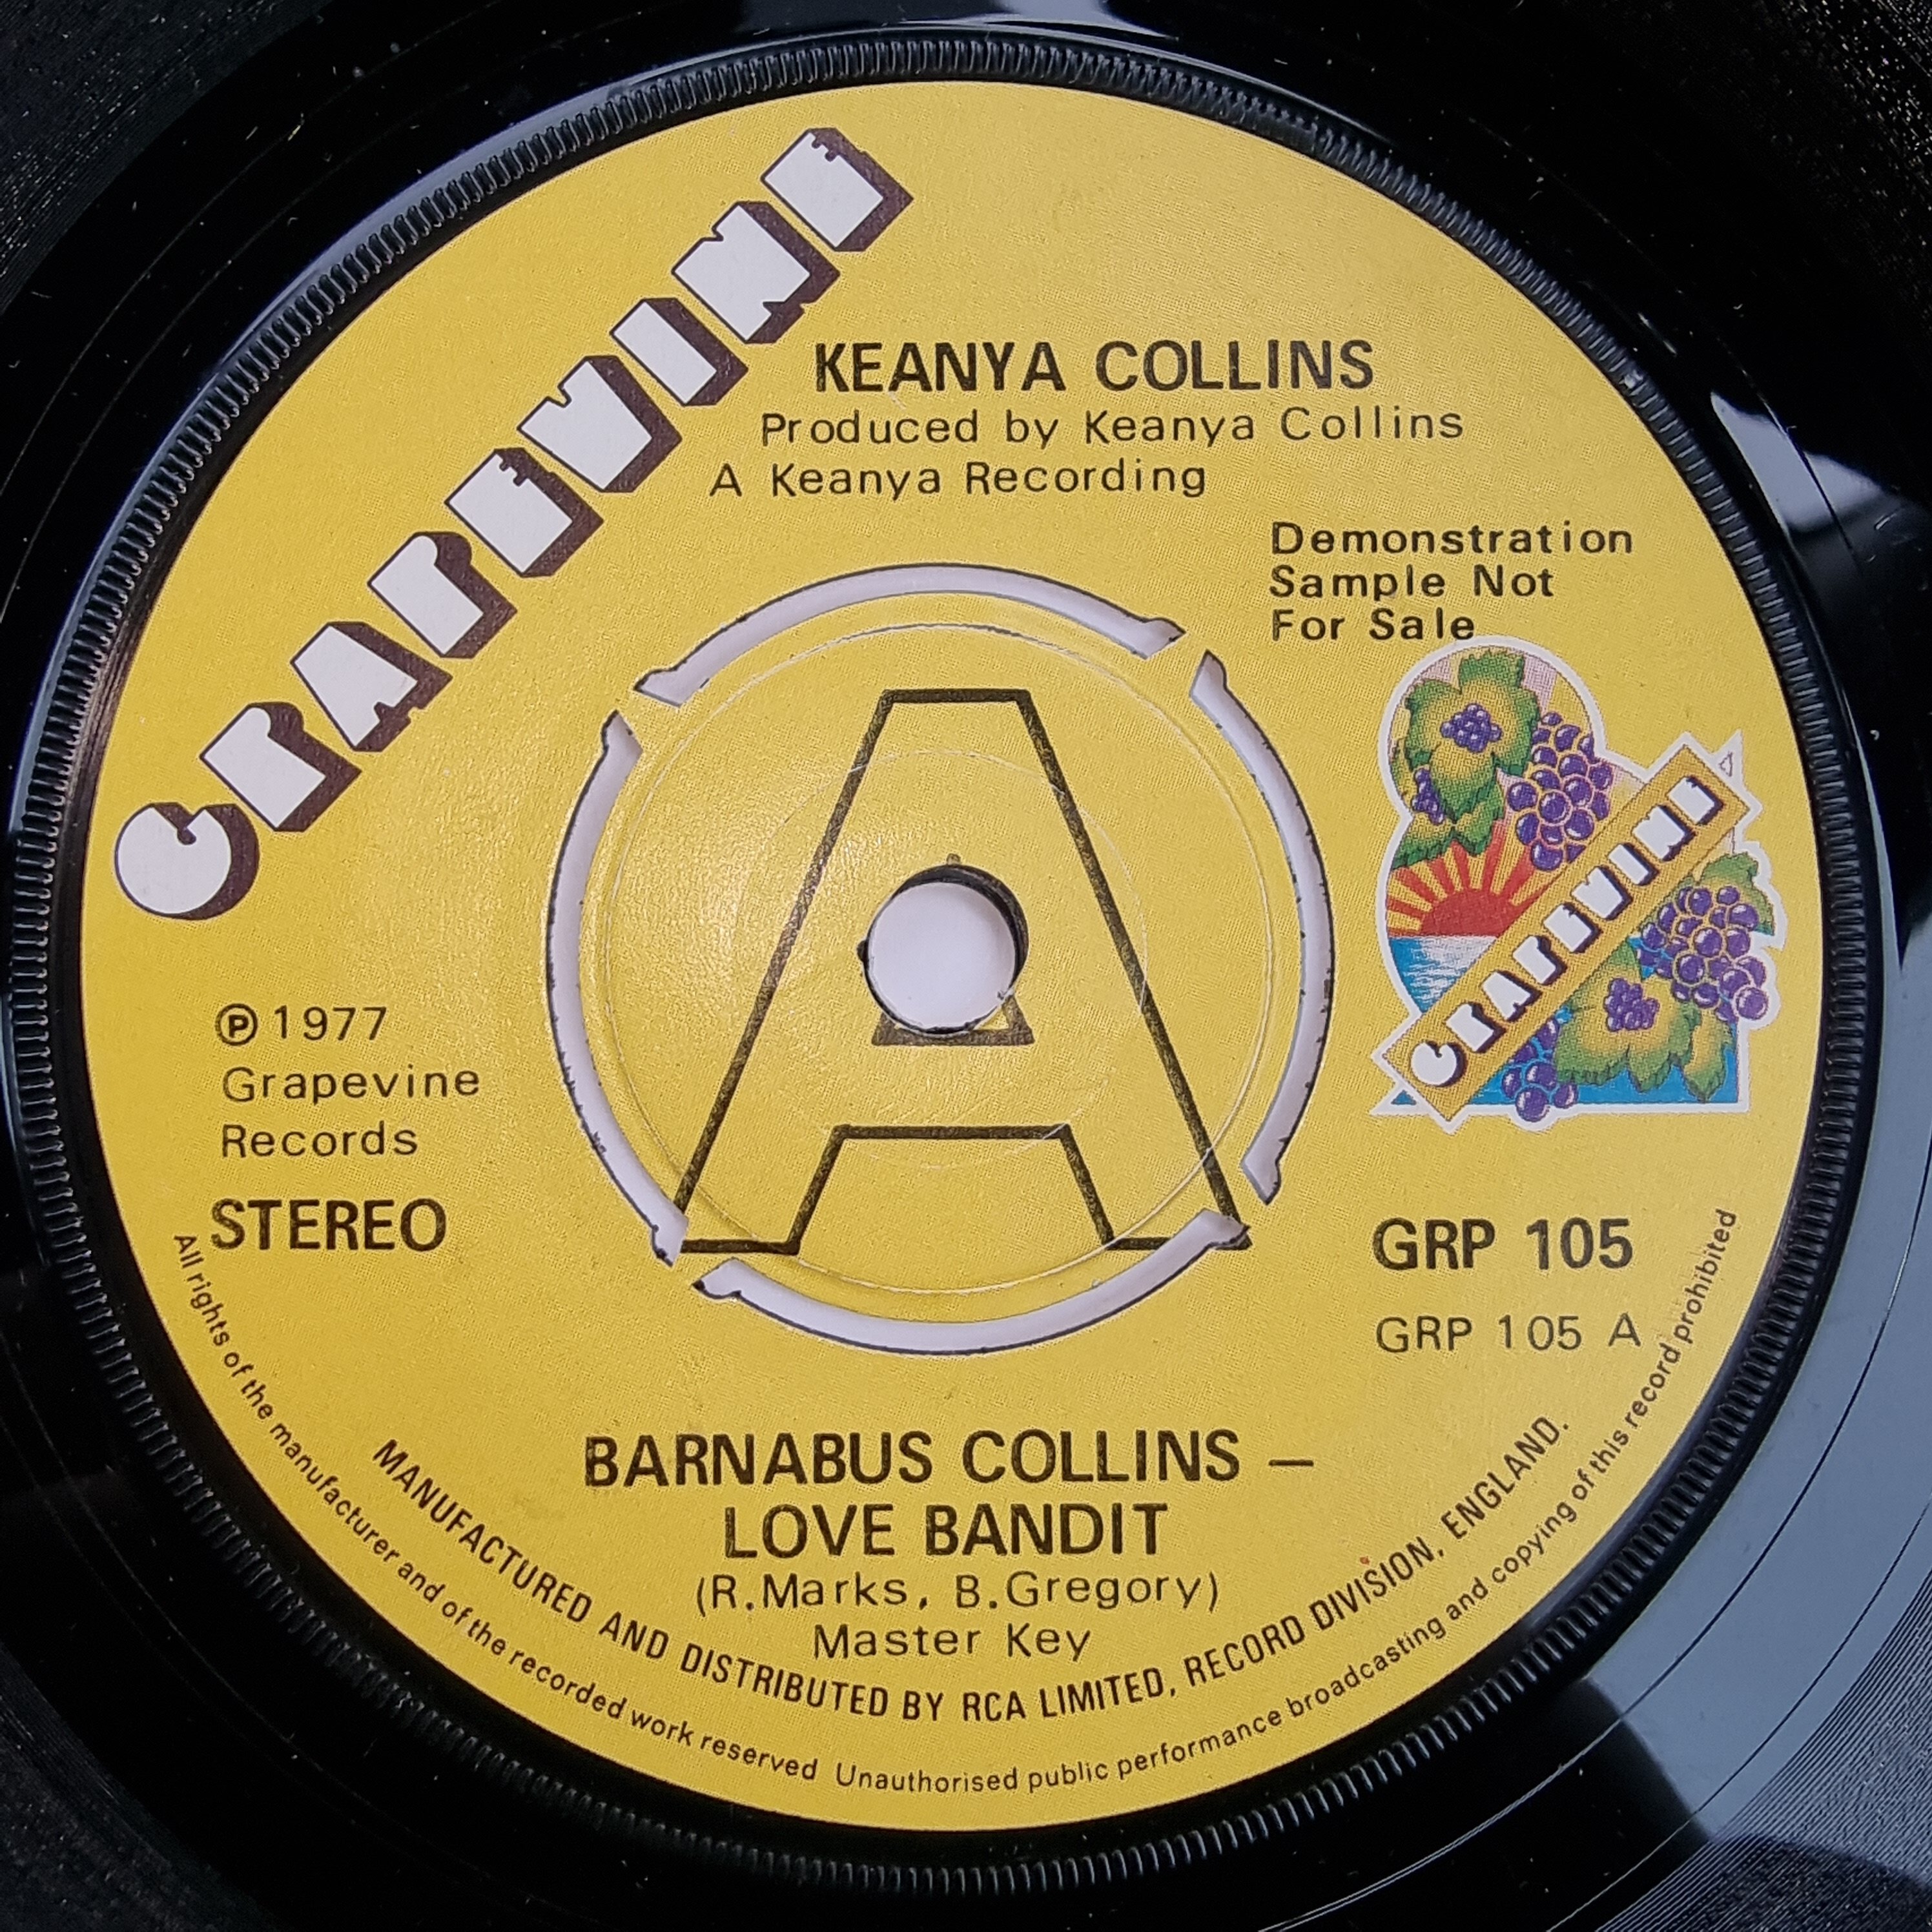 GRAPEVINE
KEANYA COLLINS
Produced by Keanya Collins
A Keanya Recording
Demonstration
Sample Not
For Sale
A
GRAPEVINE
Ⓟ1977
Grapevine
Records
STEREO
GRP 105
GRP 105 A
BARNABUS COLLINS –
LOVE BANDIT
(R.Marks, B.Gregory)
Master Key
MANUFACTURED AND DISTRIBUTED BY RCA LIMITED, RECORD DIVISION, ENGLAND.
All rights of the manufacturer and of the recorded work reserved Unauthorised public performance broadcasting and copying of this record prohibited